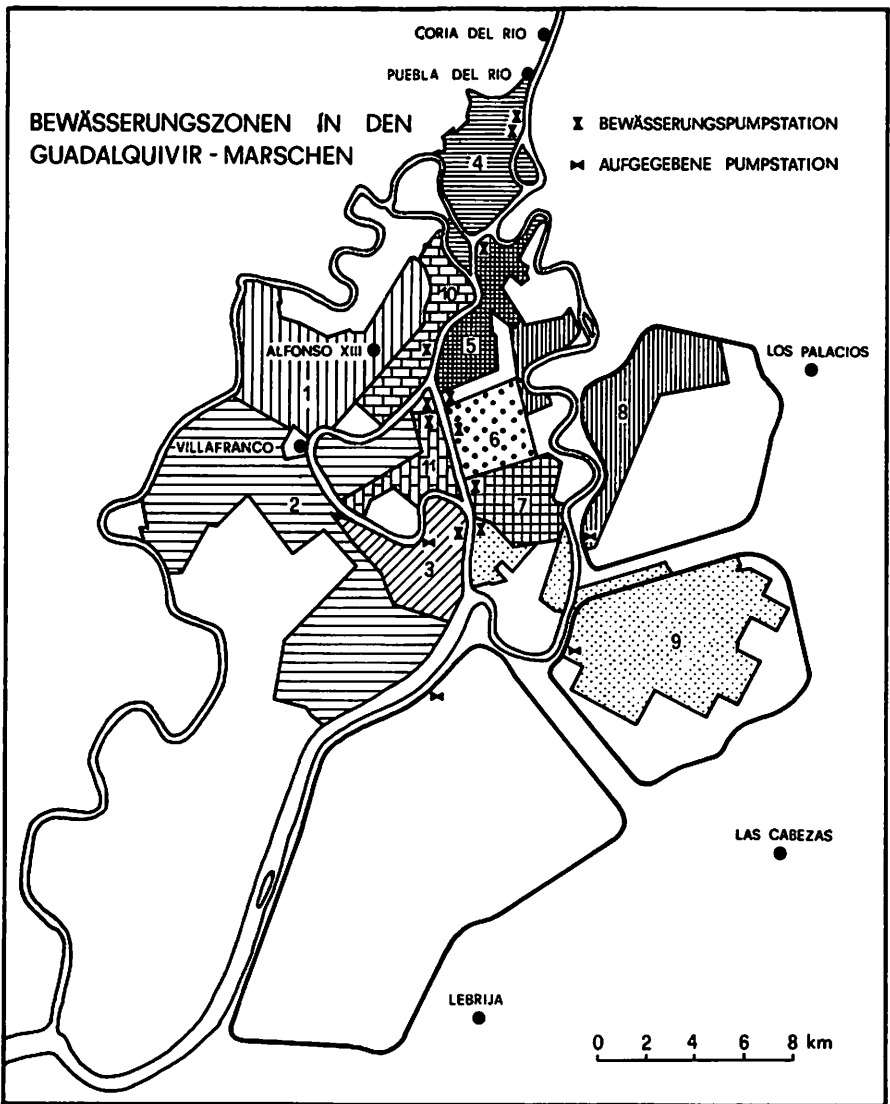 CORIA DEL RIO
PUEBLA DEL RIO
BEWÄSSERUNGSZONEN IN DEN
GUADALQUIVIR - MARSCHEN
BEWÄSSERUNGSPUMPSTATION
AUFGEGEBENE PUMPSTATION
4
10
5
ALFONSO XIII
LOS PALACIOS
1
8
6
VILLAFRANCO
11
2
7
3
9
LAS CABEZAS
LEBRIJA
0 2 4 6 8 km